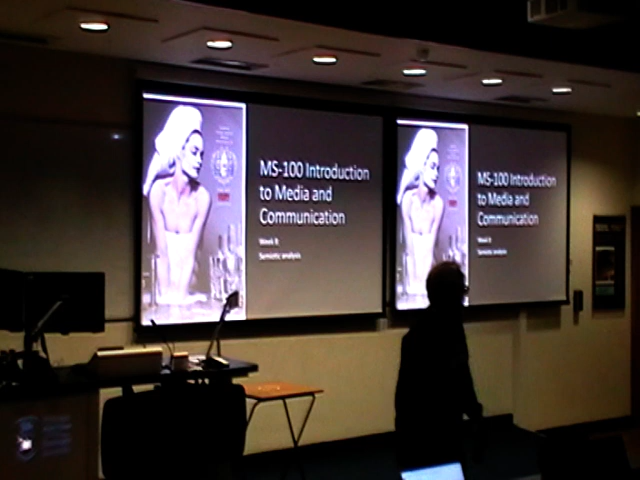 MS-100 Introduction
to Media and
Communication
Week 8:
Semiotic analysis
MS-100 Introduction
to Media and
Communication
Week 8:
Semiotic analysis